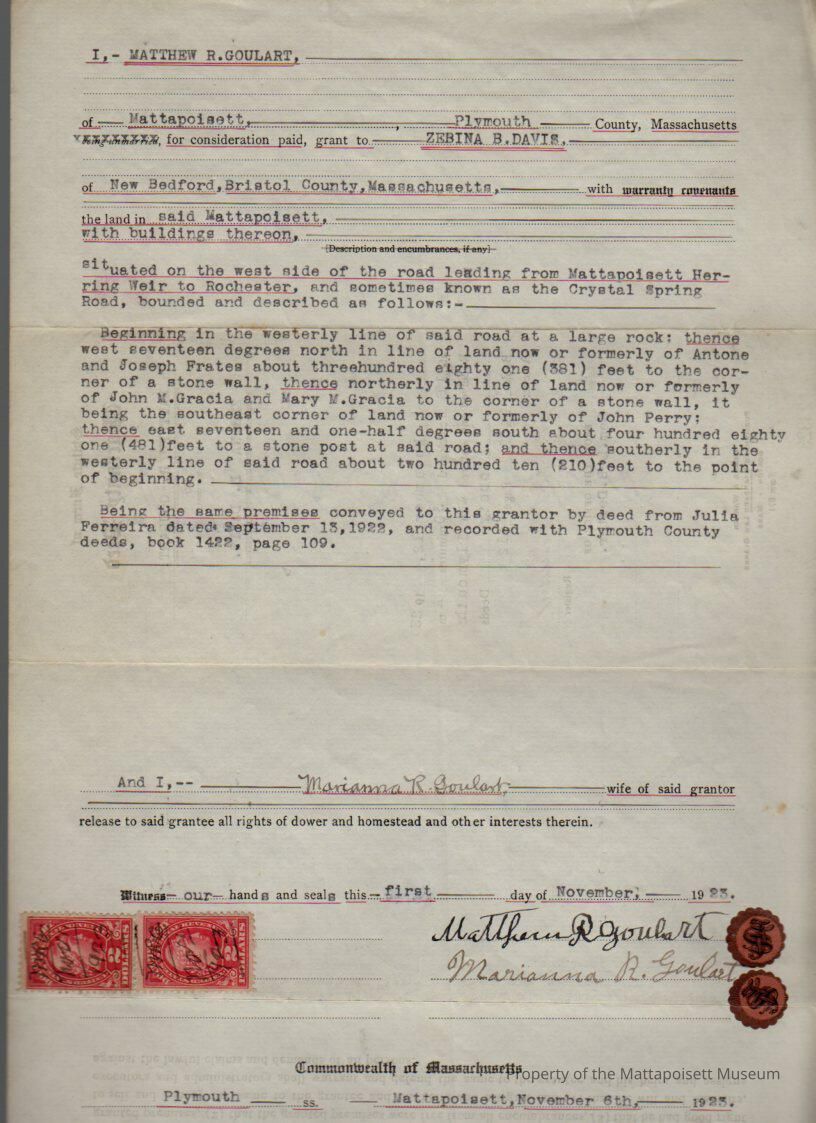 I,- MATTHEW R.GOULART,
of Mattapoisett, , Plymouth County, Massachusetts
being unmarried, for consideration paid, grant to ZEBINA B.DAVIS,
of New Bedford,Bristol County,Massachusetts, with warranty covenants
the land in said Mattapoisett,
with buildings thereon,
[Description and encumbrances, if any]
situated on the west side of the road leading from Mattapoisett Her-
ring Weir to Rochester, and sometimes known as the Crystal Spring
Road, bounded and described as follows:-
Beginning in the westerly line of said road at a large rock; thence
west seventeen degrees north in line of land now or formerly of Antone
and Joseph Frates about threehundred eighty one (381) feet to the cor-
ner of a stone wall, thence northerly in line of land now or formerly
of John M.Gracia and Mary M.Gracia to the corner of a stone wall, it
being the southeast corner of land now or formerly of John Perry;
thence east seventeen and one-half degrees south about four hundred eighty
one (481)feet to a stone post at said road; and thence southerly in the
westerly line of said road about two hundred ten (210)feet to the point
of beginning.
Being the same premises conveyed to this grantor by deed from Julia
Ferreira dated September 13,1922, and recorded with Plymouth County
deeds, book 1422, page 109.
And I,-- Marianna R. Goulart wife of said grantor
release to said grantee all rights of dower and homestead and other interests therein.
Witness our hands and seals this first day of November, 1923.
Matthew R Goulart
Marianna R. Goulart
2 DOLLARS
2 DOLLARS
Commonwealth of Massachusetts
Property of the Mattapoisett Museum
Plymouth ss. Mattapoisett,November 6th, 1923.